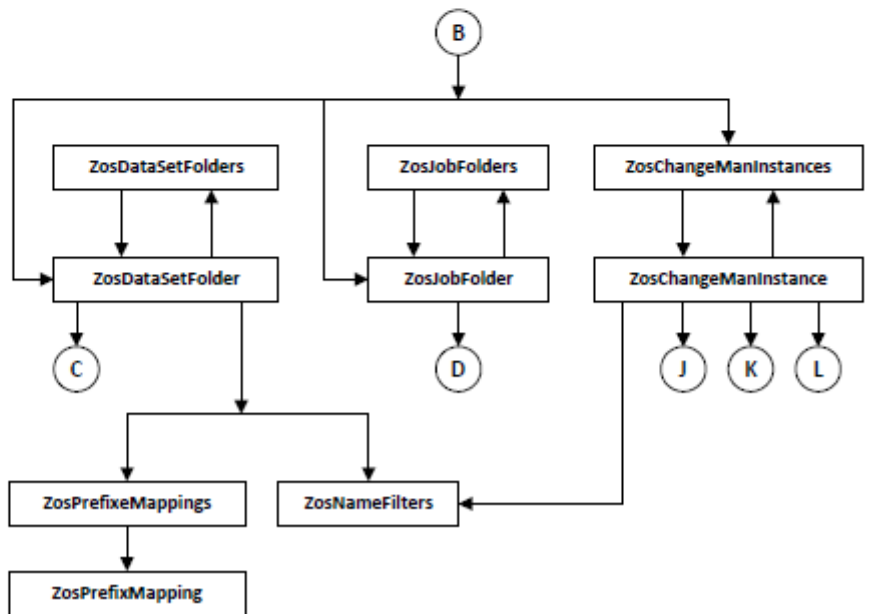 B
ZosDataSetFolders
ZosJobFolders
ZosChangeManInstances
ZosDataSetFolder
ZosJobFolder
ZosChangeManInstance
C
D
J
K
L
ZosPrefixeMappings
ZosNameFilters
ZosPrefixMapping